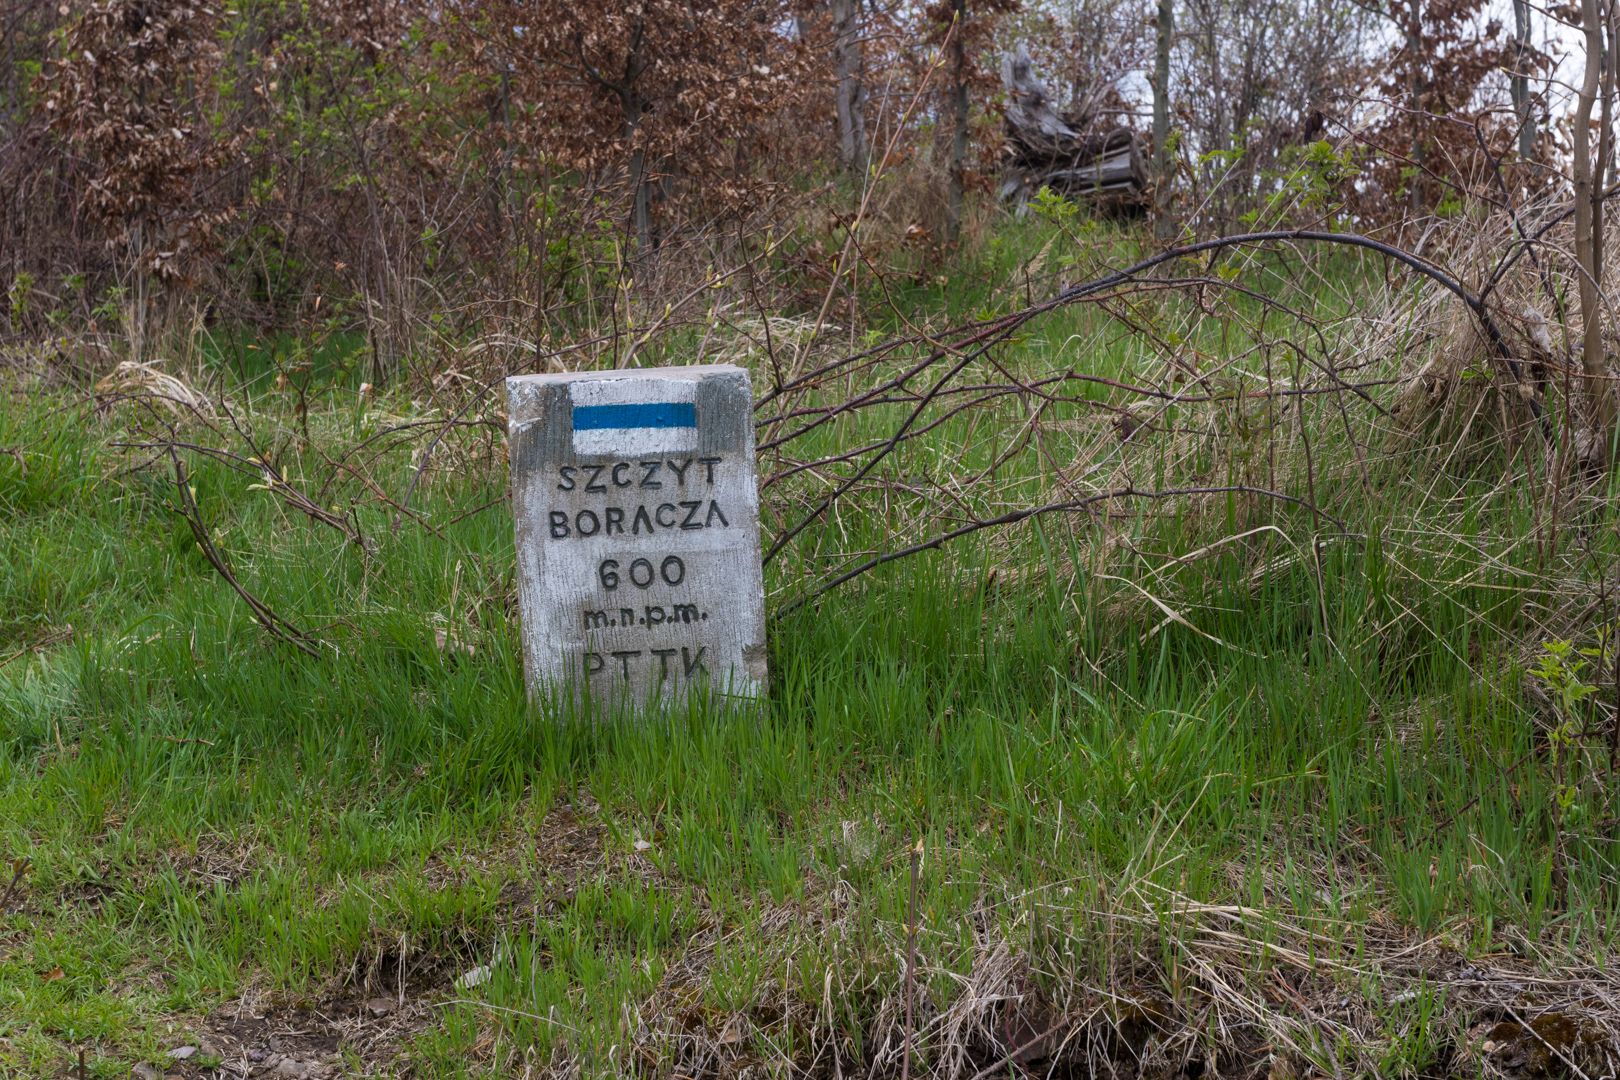 SZCZYT
BORACZA
600
m.n.p.m.
PTTK